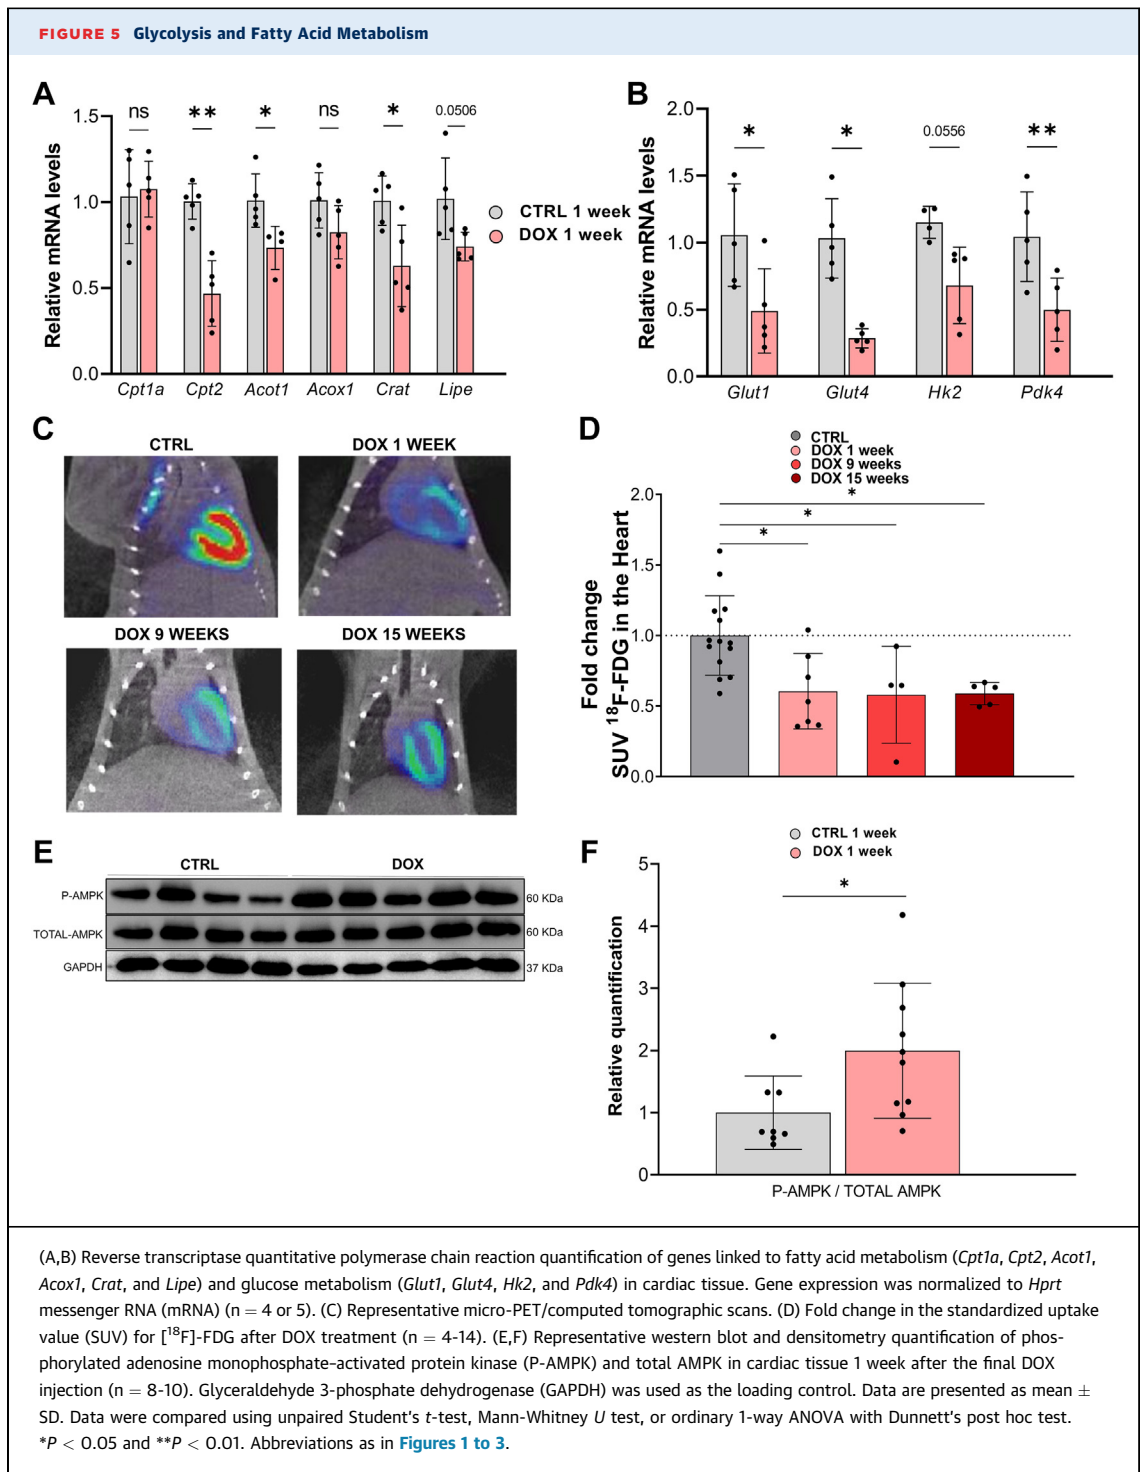 FIGURE 5 Glycolysis and Fatty Acid Metabolism
A
Relative mRNA levels
1.5
1.0
0.5
0.0
ns
**
*
ns
*
0.0506
Cpt1a Cpt2 Acot1 Acox1 Crat Lipe
CTRL 1 week
DOX 1 week
B
Relative mRNA levels
2.0
1.5
1.0
0.5
0.0
*
*
0.0556
**
Glut1 Glut4 Hk2 Pdk4
C
CTRL
DOX 1 WEEK
DOX 9 WEEKS
DOX 15 WEEKS
D
CTRL
DOX 1 week
DOX 9 weeks
DOX 15 weeks
Fold change
SUV ¹⁸F-FDG in the Heart
2.0
1.5
1.0
0.5
0.0
*
*
*
E
CTRL DOX
P-AMPK 60 KDa
TOTAL-AMPK 60 KDa
GAPDH 37 KDa
F
CTRL 1 week
DOX 1 week
Relative quantification
5
4
3
2
1
0
*
P-AMPK / TOTAL AMPK
(A,B) Reverse transcriptase quantitative polymerase chain reaction quantification of genes linked to fatty acid metabolism (Cpt1a, Cpt2, Acot1,
Acox1, Crat, and Lipe) and glucose metabolism (Glut1, Glut4, Hk2, and Pdk4) in cardiac tissue. Gene expression was normalized to Hprt
messenger RNA (mRNA) (n = 4 or 5). (C) Representative micro-PET/computed tomographic scans. (D) Fold change in the standardized uptake
value (SUV) for [¹⁸F]-FDG after DOX treatment (n = 4-14). (E,F) Representative western blot and densitometry quantification of phos-
phorylated adenosine monophosphate–activated protein kinase (P-AMPK) and total AMPK in cardiac tissue 1 week after the final DOX
injection (n = 8-10). Glyceraldehyde 3-phosphate dehydrogenase (GAPDH) was used as the loading control. Data are presented as mean ±
SD. Data were compared using unpaired Student's t-test, Mann-Whitney U test, or ordinary 1-way ANOVA with Dunnett's post hoc test.
*P < 0.05 and **P < 0.01. Abbreviations as in Figures 1 to 3.